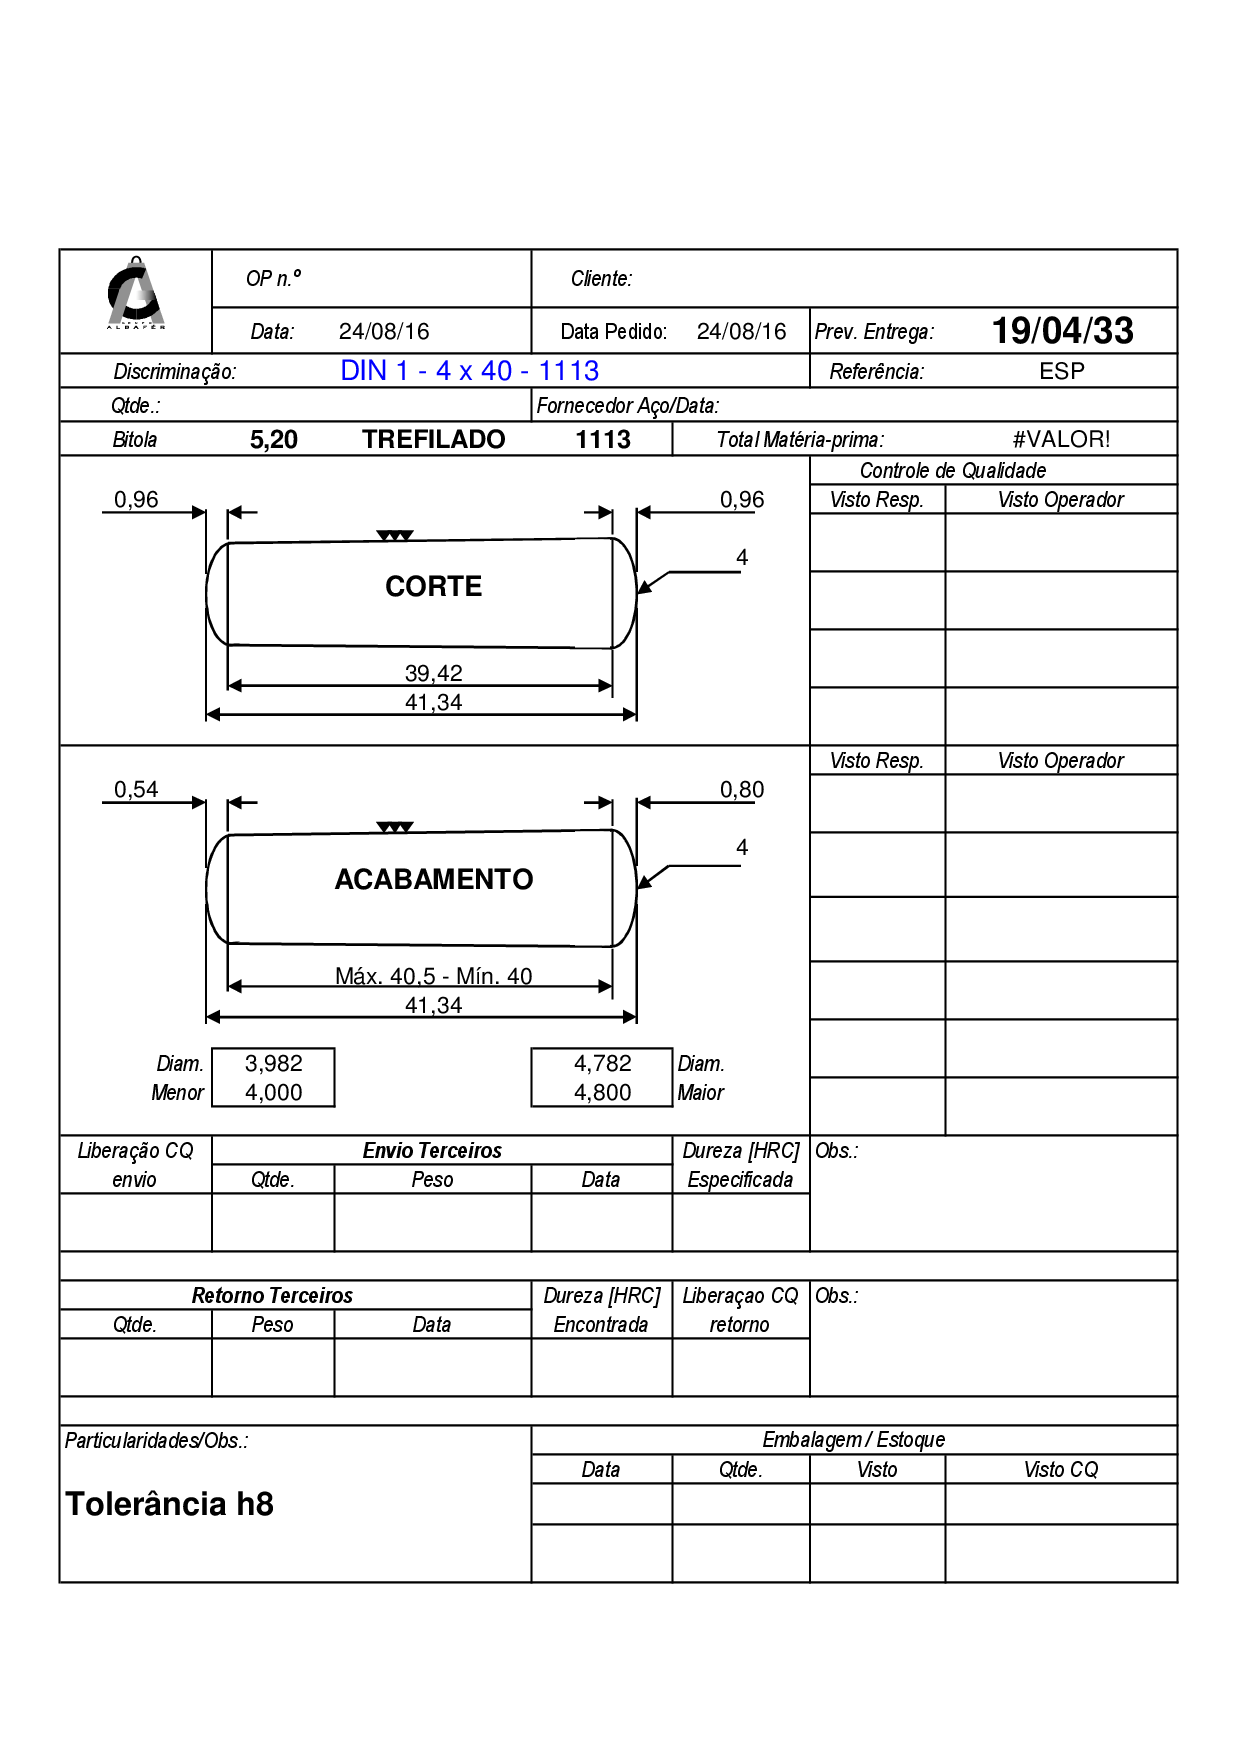 GRUPO
ALBAFÉR
OP n.º
Cliente:
Data: 24/08/16 Data Pedido: 24/08/16 Prev. Entrega: 19/04/33
Discriminação: DIN 1 - 4 x 40 - 1113 Referência: ESP
Qtde.: Fornecedor Aço/Data:
Bitola 5,20 TREFILADO 1113 Total Matéria-prima: #VALOR!
Controle de Qualidade
Visto Resp. Visto Operador
0,96 0,96
4
CORTE
39,42
41,34
Visto Resp. Visto Operador
0,54 0,80
4
ACABAMENTO
Máx. 40,5 - Mín. 40
41,34
Diam. 3,982 4,782 Diam.
Menor 4,000 4,800 Maior
Liberação CQ Envio Terceiros Dureza [HRC] Obs.:
envio Qtde. Peso Data Especificada
Retorno Terceiros Dureza [HRC] Liberaçao CQ Obs.:
Qtde. Peso Data Encontrada retorno
Particularidades/Obs.: Embalagem / Estoque
Data Qtde. Visto Visto CQ
Tolerância h8